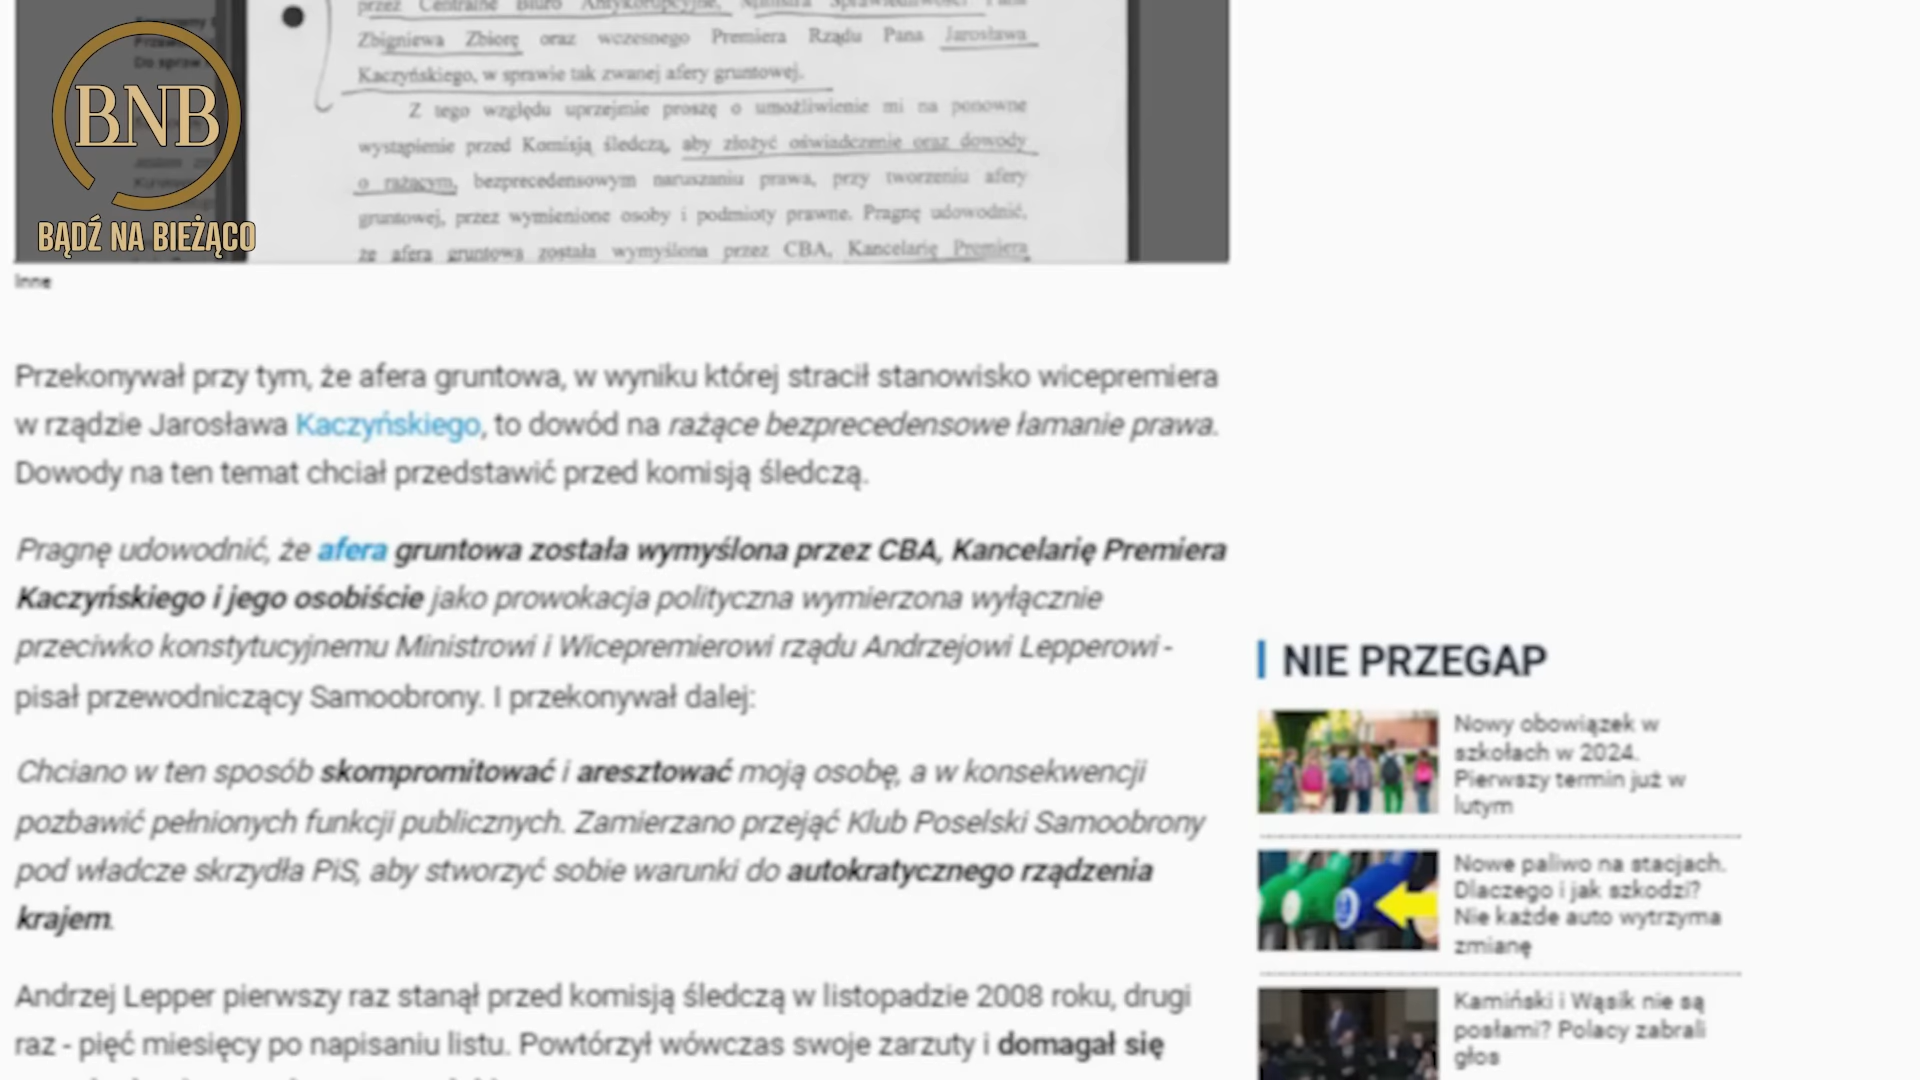 przez Centralne Biuro Antykorupcyjne, Ministra Sprawiedliwości Pana
Zbigniewa Zbiorę oraz wczesnego Premiera Rządu Pana Jarosława
Kaczyńskiego, w sprawie tak zwanej afery gruntowej.
Z tego względu uprzejmie proszę o umożliwienie mi na ponowne
wystąpienie przed Komisją śledczą, aby złożyć oświadczenie oraz dowody
o rażącym, bezprecedensowym naruszaniu prawa, przy tworzeniu afery
gruntowej, przez wymienione osoby i podmioty prawne. Pragnę udowodnić,
że afera gruntowa została wymyślona przez CBA, Kancelarię Premiera
Do spraw
BNB
BĄDŹ NA BIEŻĄCO
Inne
Przekonywał przy tym, że afera gruntowa, w wyniku której stracił stanowisko wicepremiera
w rządzie Jarosława Kaczyńskiego, to dowód na rażące bezprecedensowe łamanie prawa.
Dowody na ten temat chciał przedstawić przed komisją śledczą.
Pragnę udowodnić, że afera gruntowa została wymyślona przez CBA, Kancelarię Premiera
Kaczyńskiego i jego osobiście jako prowokacja polityczna wymierzona wyłącznie
przeciwko konstytucyjnemu Ministrowi i Wicepremierowi rządu Andrzejowi Lepperowi -
pisał przewodniczący Samoobrony. I przekonywał dalej:
Chciano w ten sposób skompromitować i aresztować moją osobę, a w konsekwencji
pozbawić pełnionych funkcji publicznych. Zamierzano przejąć Klub Poselski Samoobrony
pod władcze skrzydła PiS, aby stworzyć sobie warunki do autokratycznego rządzenia
krajem.
Andrzej Lepper pierwszy raz stanął przed komisją śledczą w listopadzie 2008 roku, drugi
raz - pięć miesięcy po napisaniu listu. Powtórzył wówczas swoje zarzuty i domagał się
NIE PRZEGAP
Nowy obowiązek w
szkołach w 2024.
Pierwszy termin już w
lutym
Nowe paliwo na stacjach.
Dlaczego i jak szkodzi?
Nie każde auto wytrzyma
zmianę
Kamiński i Wąsik nie są
posłami? Polacy zabrali
głos